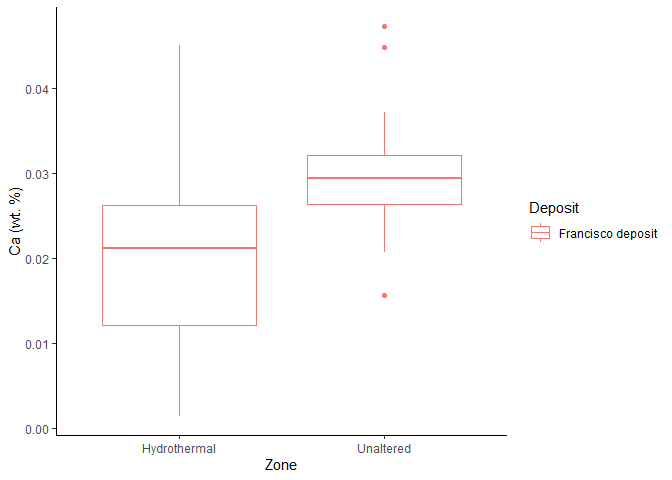 Ca (wt. %)
0.04
0.03
0.02
0.01
0.00
Hydrothermal
Unaltered
Zone
Deposit
Francisco deposit